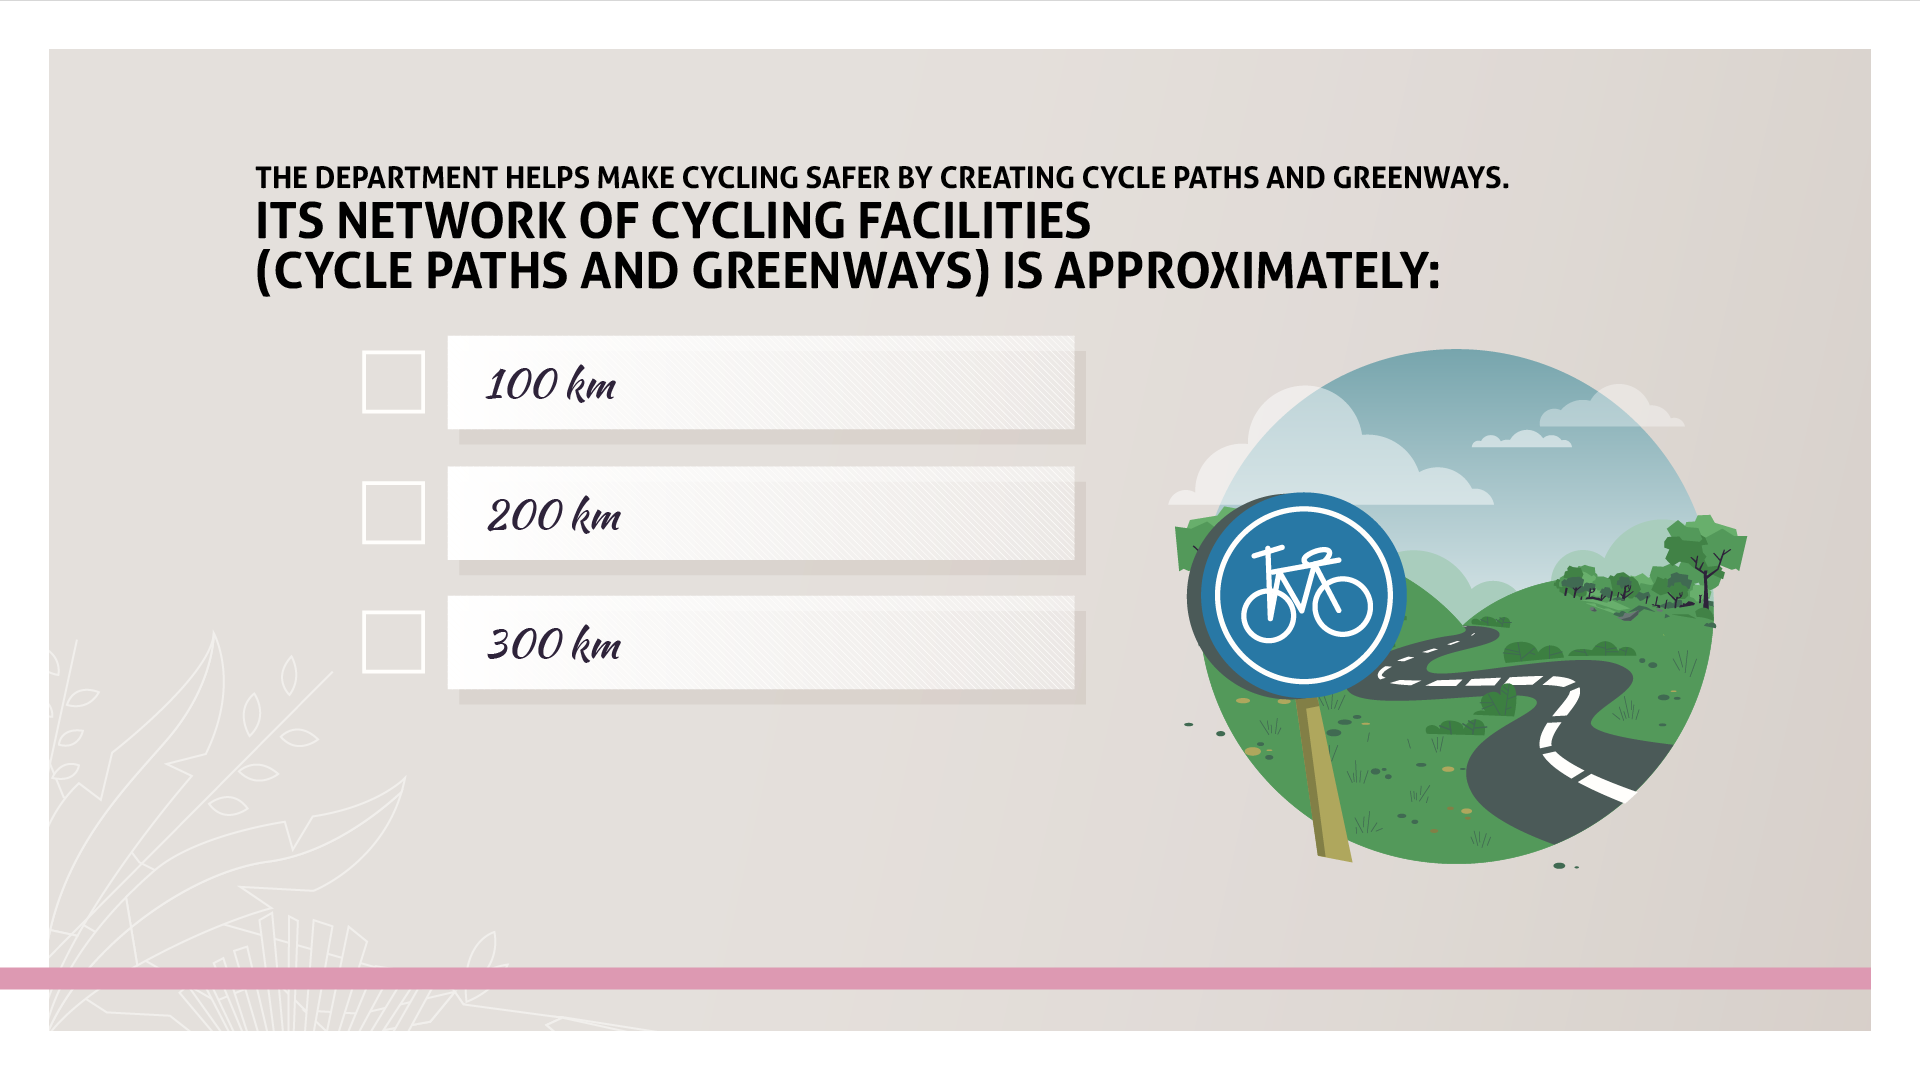 THE DEPARTMENT HELPS MAKE CYCLING SAFER BY CREATING CYCLE PATHS AND GREENWAYS.
ITS NETWORK OF CYCLING FACILITIES
(CYCLE PATHS AND GREENWAYS) IS APPROXIMATELY:
100 km
200 km
300 km